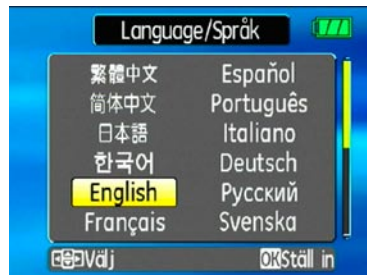 Language/Språk
繁體中文 Español
简体中文 Português
日本語 Italiano
한국어 Deutsch
English Русский
Français Svenska
Välj OK Ställ in